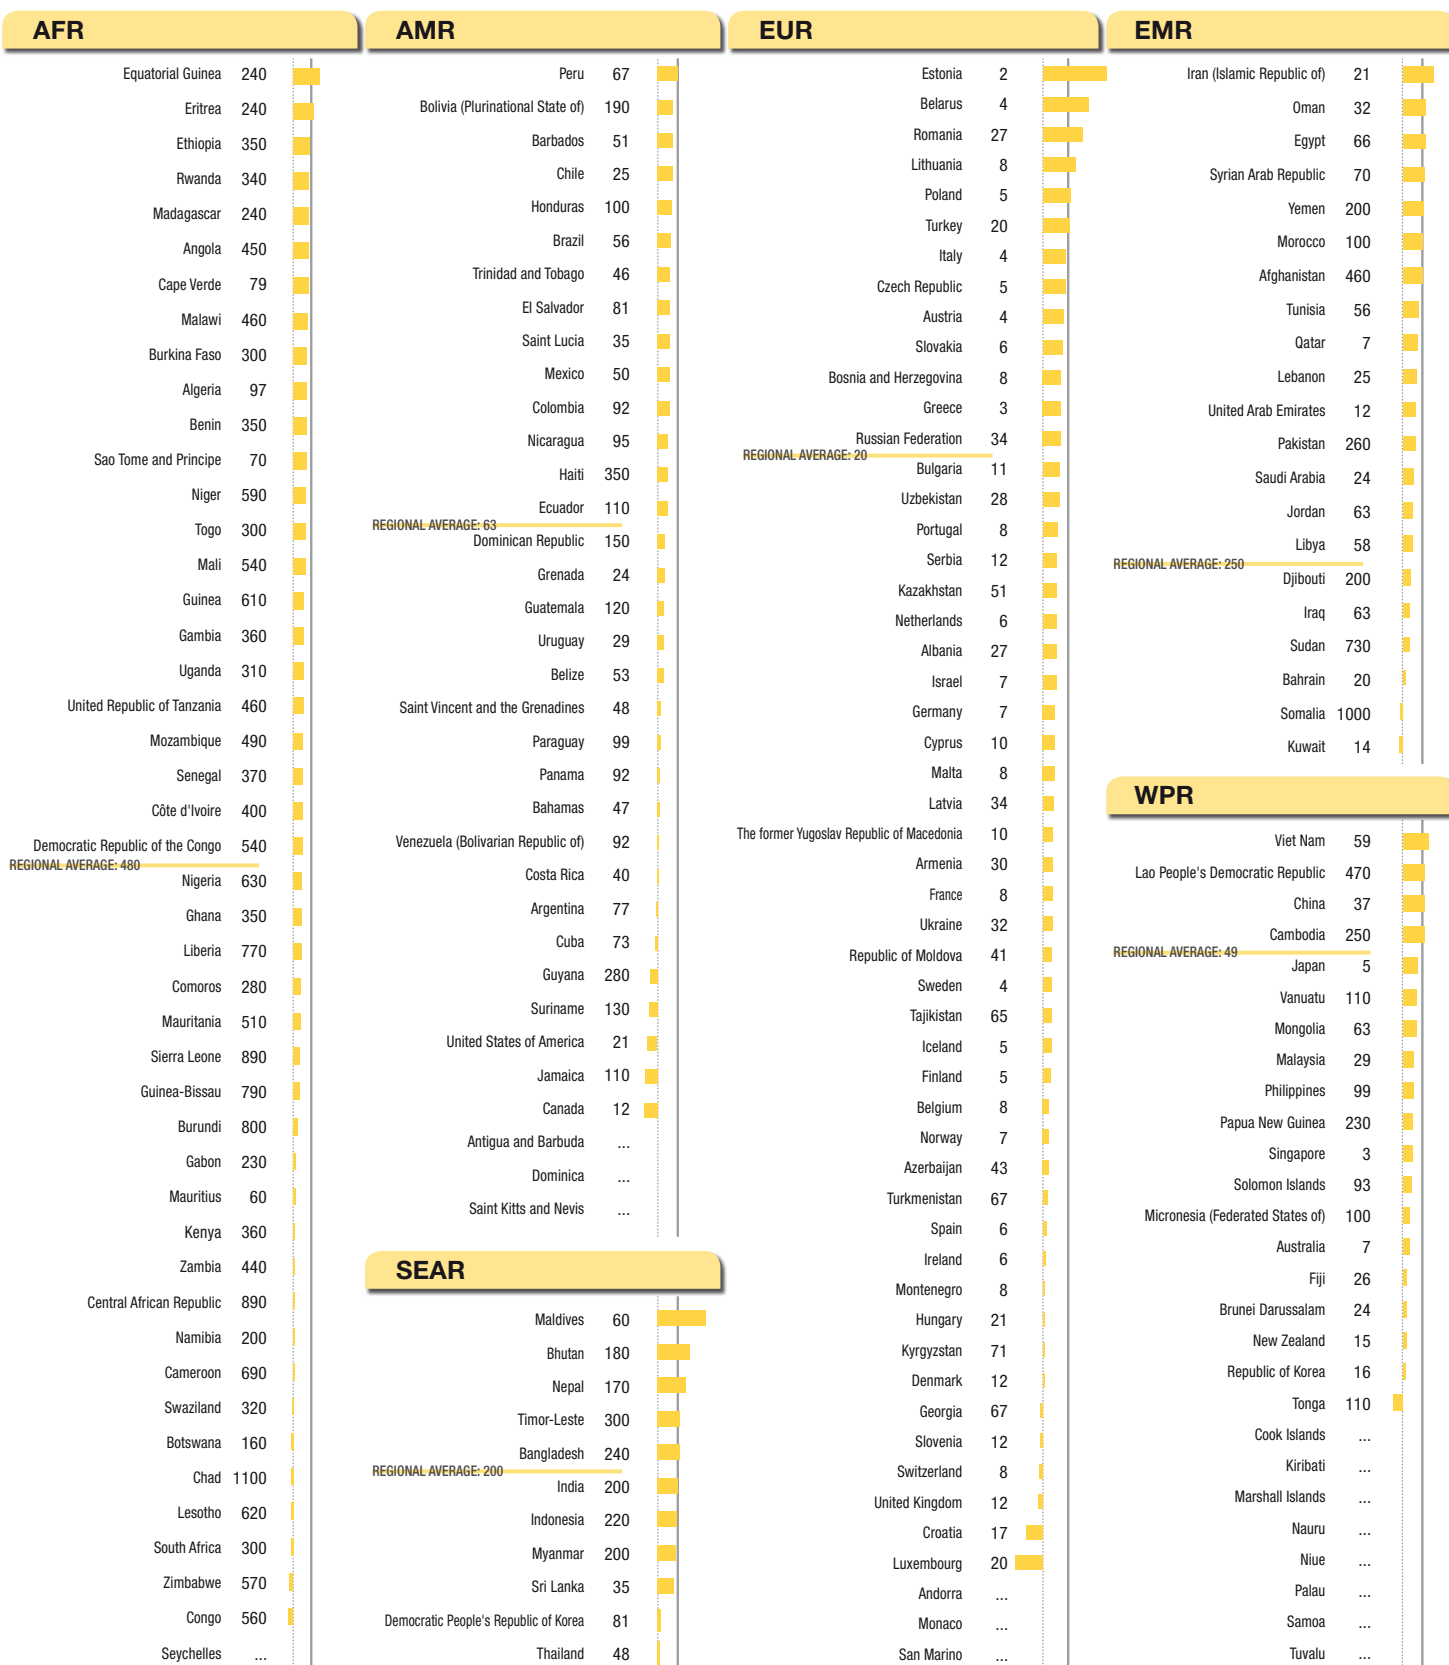 AFR
Equatorial Guinea 240
Eritrea 240
Ethiopia 350
Rwanda 340
Madagascar 240
Angola 450
Cape Verde 79
Malawi 460
Burkina Faso 300
Algeria 97
Benin 350
Sao Tome and Principe 70
Niger 590
Togo 300
Mali 540
Guinea 610
Gambia 360
Uganda 310
United Republic of Tanzania 460
Mozambique 490
Senegal 370
Côte d'Ivoire 400
Democratic Republic of the Congo 540
REGIONAL AVERAGE: 480
Nigeria 630
Ghana 350
Liberia 770
Comoros 280
Mauritania 510
Sierra Leone 890
Guinea-Bissau 790
Burundi 800
Gabon 230
Mauritius 60
Kenya 360
Zambia 440
Central African Republic 890
Namibia 200
Cameroon 690
Swaziland 320
Botswana 160
Chad 1100
Lesotho 620
South Africa 300
Zimbabwe 570
Congo 560
Seychelles ...
AMR
Peru 67
Bolivia (Plurinational State of) 190
Barbados 51
Chile 25
Honduras 100
Brazil 56
Trinidad and Tobago 46
El Salvador 81
Saint Lucia 35
Mexico 50
Colombia 92
Nicaragua 95
Haiti 350
Ecuador 110
REGIONAL AVERAGE: 63
Dominican Republic 150
Grenada 24
Guatemala 120
Uruguay 29
Belize 53
Saint Vincent and the Grenadines 48
Paraguay 99
Panama 92
Bahamas 47
Venezuela (Bolivarian Republic of) 92
Costa Rica 40
Argentina 77
Cuba 73
Guyana 280
Suriname 130
United States of America 21
Jamaica 110
Canada 12
Antigua and Barbuda ...
Dominica ...
Saint Kitts and Nevis ...
SEAR
Maldives 60
Bhutan 180
Nepal 170
Timor-Leste 300
Bangladesh 240
REGIONAL AVERAGE: 200
India 200
Indonesia 220
Myanmar 200
Sri Lanka 35
Democratic People's Republic of Korea 81
Thailand 48
EUR
Estonia 2
Belarus 4
Romania 27
Lithuania 8
Poland 5
Turkey 20
Italy 4
Czech Republic 5
Austria 4
Slovakia 6
Bosnia and Herzegovina 8
Greece 3
Russian Federation 34
REGIONAL AVERAGE: 20
Bulgaria 11
Uzbekistan 28
Portugal 8
Serbia 12
Kazakhstan 51
Netherlands 6
Albania 27
Israel 7
Germany 7
Cyprus 10
Malta 8
Latvia 34
The former Yugoslav Republic of Macedonia 10
Armenia 30
France 8
Ukraine 32
Republic of Moldova 41
Sweden 4
Tajikistan 65
Iceland 5
Finland 5
Belgium 8
Norway 7
Azerbaijan 43
Turkmenistan 67
Spain 6
Ireland 6
Montenegro 8
Hungary 21
Kyrgyzstan 71
Denmark 12
Georgia 67
Slovenia 12
Switzerland 8
United Kingdom 12
Croatia 17
Luxembourg 20
Andorra ...
Monaco ...
San Marino ...
EMR
Iran (Islamic Republic of) 21
Oman 32
Egypt 66
Syrian Arab Republic 70
Yemen 200
Morocco 100
Afghanistan 460
Tunisia 56
Qatar 7
Lebanon 25
United Arab Emirates 12
Pakistan 260
Saudi Arabia 24
Jordan 63
Libya 58
REGIONAL AVERAGE: 250
Djibouti 200
Iraq 63
Sudan 730
Bahrain 20
Somalia 1000
Kuwait 14
WPR
Viet Nam 59
Lao People's Democratic Republic 470
China 37
Cambodia 250
REGIONAL AVERAGE: 49
Japan 5
Vanuatu 110
Mongolia 63
Malaysia 29
Philippines 99
Papua New Guinea 230
Singapore 3
Solomon Islands 93
Micronesia (Federated States of) 100
Australia 7
Fiji 26
Brunei Darussalam 24
New Zealand 15
Republic of Korea 16
Tonga 110
Cook Islands ...
Kiribati ...
Marshall Islands ...
Nauru ...
Niue ...
Palau ...
Samoa ...
Tuvalu ...